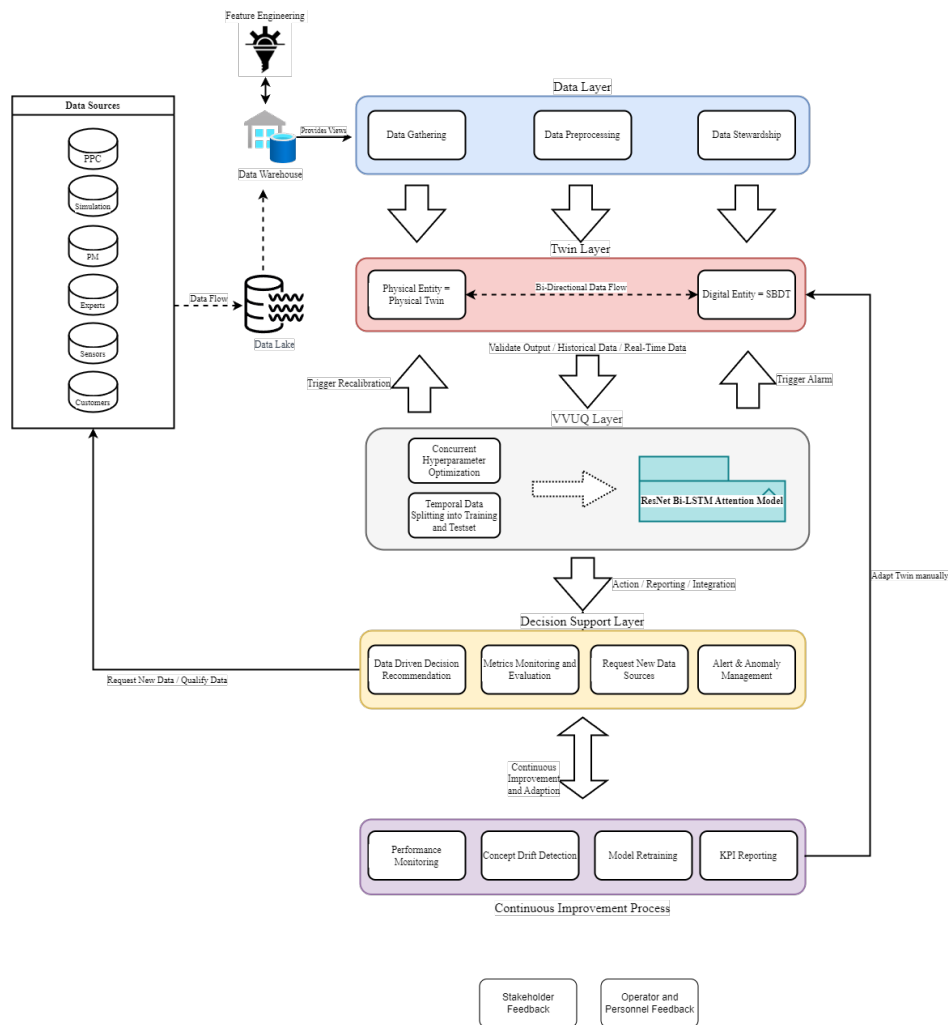 Feature Engineering
Data Sources
PPC
Simulation
PM
Experts
Sensors
Customers
Data Flow
Data Warehouse
Data Lake
Provides Views
Data Layer
Data Gathering
Data Preprocessing
Data Stewardship
Twin Layer
Physical Entity =
Physical Twin
Bi-Directional Data Flow
Digital Entity = SBDT
Validate Output / Historical Data / Real-Time Data
Trigger Recalibration
Trigger Alarm
VVUQ Layer
Concurrent
Hyperparameter
Optimization
Temporal Data
Splitting into Training
and Testset
ResNet Bi-LSTM Attention Model
Action / Reporting / Integration
Adapt Twin manually
Decision Support Layer
Data Driven Decision
Recommendation
Metrics Monitoring and
Evaluation
Request New Data
Sources
Alert & Anomaly
Management
Request New Data / Qualify Data
Continuous
Improvement
and Adaption
Performance
Monitoring
Concept Drift Detection
Model Retraining
KPI Reporting
Continuous Improvement Process
Stakeholder
Feedback
Operator and
Personnel Feedback